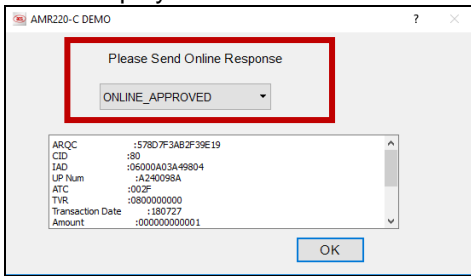 AMR220-C DEMO ?
Please Send Online Response
ONLINE_APPROVED
ARQC :578D7F3AB2F39E19
CID :80
IAD :06000A03A49804
UP Num :A240098A
ATC :002F
TVR :0800000000
Transaction Date :180727
Amount :000000000001
OK